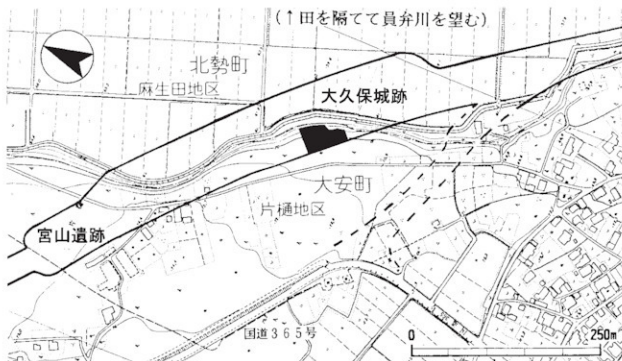 (↑田を隔てて員弁川を望む)
北勢町
麻生田地区
大久保城跡
大安町
片樋地区
宮山遺跡
国道365号
0
250m